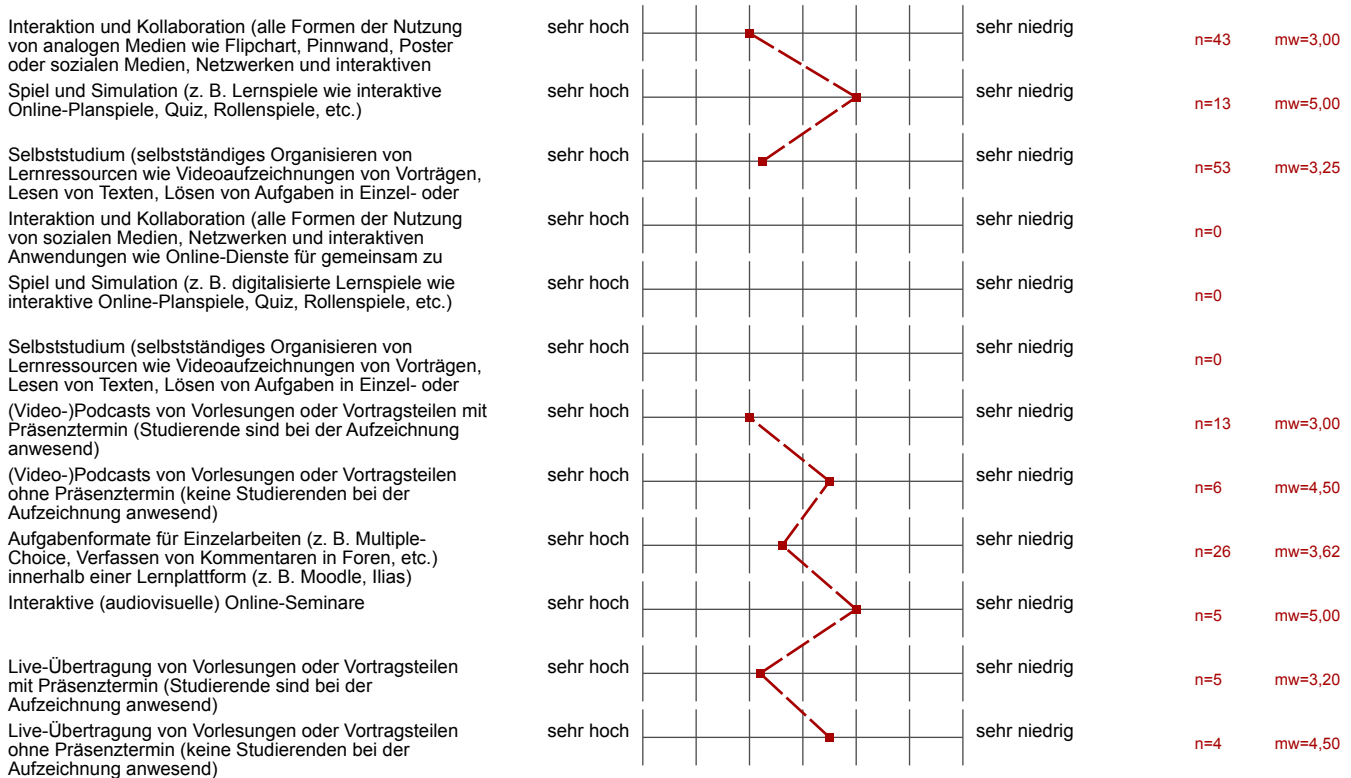 Interaktion und Kollaboration (alle Formen der Nutzung
von analogen Medien wie Flipchart, Pinnwand, Poster
oder sozialen Medien, Netzwerken und interaktiven
sehr hoch
sehr niedrig
n=43
mw=3,00
Spiel und Simulation (z. B. Lernspiele wie interaktive
Online-Planspiele, Quiz, Rollenspiele, etc.)
sehr hoch
sehr niedrig
n=13
mw=5,00
Selbststudium (selbstständiges Organisieren von
Lernressourcen wie Videoaufzeichnungen von Vorträgen,
Lesen von Texten, Lösen von Aufgaben in Einzel- oder
sehr hoch
sehr niedrig
n=53
mw=3,25
Interaktion und Kollaboration (alle Formen der Nutzung
von sozialen Medien, Netzwerken und interaktiven
Anwendungen wie Online-Dienste für gemeinsam zu
sehr hoch
sehr niedrig
n=0
Spiel und Simulation (z. B. digitalisierte Lernspiele wie
interaktive Online-Planspiele, Quiz, Rollenspiele, etc.)
sehr hoch
sehr niedrig
n=0
Selbststudium (selbstständiges Organisieren von
Lernressourcen wie Videoaufzeichnungen von Vorträgen,
Lesen von Texten, Lösen von Aufgaben in Einzel- oder
sehr hoch
sehr niedrig
n=0
(Video-)Podcasts von Vorlesungen oder Vortragsteilen mit
Präsenztermin (Studierende sind bei der Aufzeichnung
anwesend)
sehr hoch
sehr niedrig
n=13
mw=3,00
(Video-)Podcasts von Vorlesungen oder Vortragsteilen
ohne Präsenztermin (keine Studierenden bei der
Aufzeichnung anwesend)
sehr hoch
sehr niedrig
n=6
mw=4,50
Aufgabenformate für Einzelarbeiten (z. B. Multiple-
Choice, Verfassen von Kommentaren in Foren, etc.)
innerhalb einer Lernplattform (z. B. Moodle, Ilias)
sehr hoch
sehr niedrig
n=26
mw=3,62
Interaktive (audiovisuelle) Online-Seminare
sehr hoch
sehr niedrig
n=5
mw=5,00
Live-Übertragung von Vorlesungen oder Vortragsteilen
mit Präsenztermin (Studierende sind bei der
Aufzeichnung anwesend)
sehr hoch
sehr niedrig
n=5
mw=3,20
Live-Übertragung von Vorlesungen oder Vortragsteilen
ohne Präsenztermin (keine Studierenden bei der
Aufzeichnung anwesend)
sehr hoch
sehr niedrig
n=4
mw=4,50